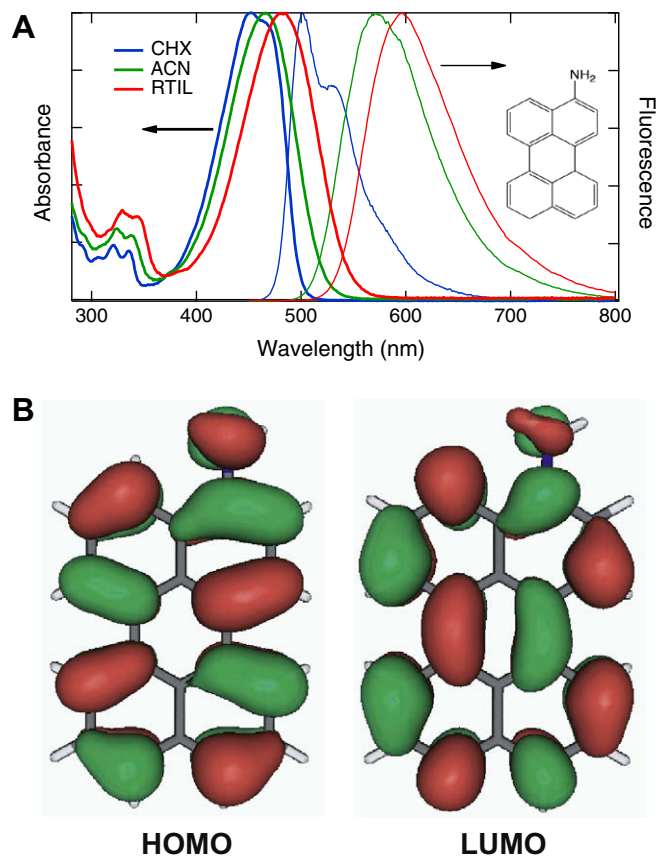 A
CHX
ACN
RTIL
NH₂
Absorbance
Fluorescence
300 400 500 600 700 800
Wavelength (nm)
B
HOMO LUMO